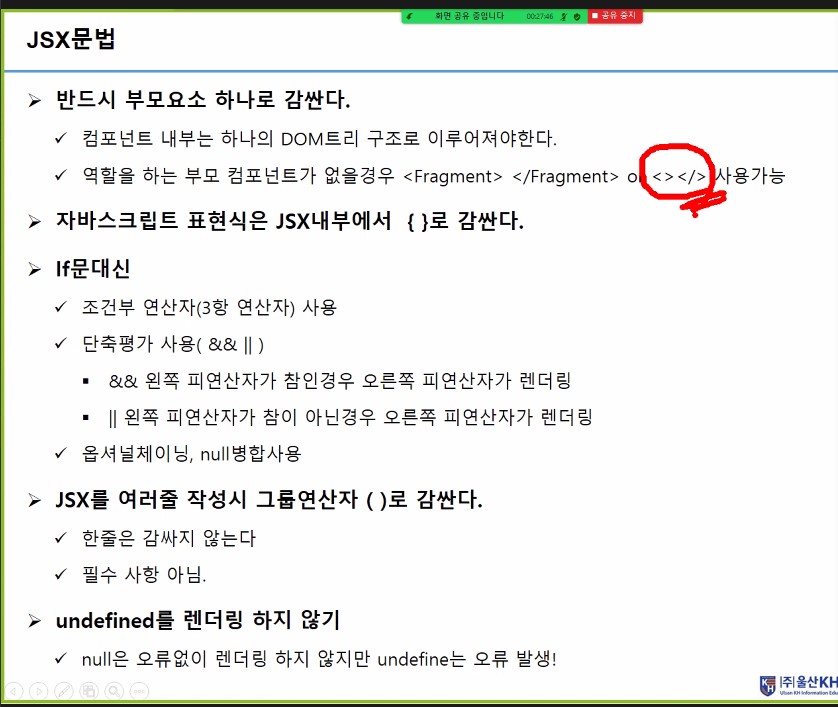 화면 공유 중입니다 00:27:46 공유 중지
JSX문법
반드시 부모요소 하나로 감싼다.
컴포넌트 내부는 하나의 DOM트리 구조로 이루어져야한다.
역할을 하는 부모 컴포넌트가 없을경우 <Fragment> </Fragment> or <></> 사용가능
자바스크립트 표현식은 JSX내부에서 { }로 감싼다.
If문대신
조건부 연산자(3항 연산자) 사용
단축평가 사용( && || )
&& 왼쪽 피연산자가 참인경우 오른쪽 피연산자가 렌더링
|| 왼쪽 피연산자가 참이 아닌경우 오른쪽 피연산자가 렌더링
옵셔널체이닝, null병합사용
JSX를 여러줄 작성시 그룹연산자 ( )로 감싼다.
한줄은 감싸지 않는다
필수 사항 아님.
undefined를 렌더링 하지 않기
null은 오류없이 렌더링 하지 않지만 undefine는 오류 발생!
KH (주)울산KH
Ulsan KH Information Edu